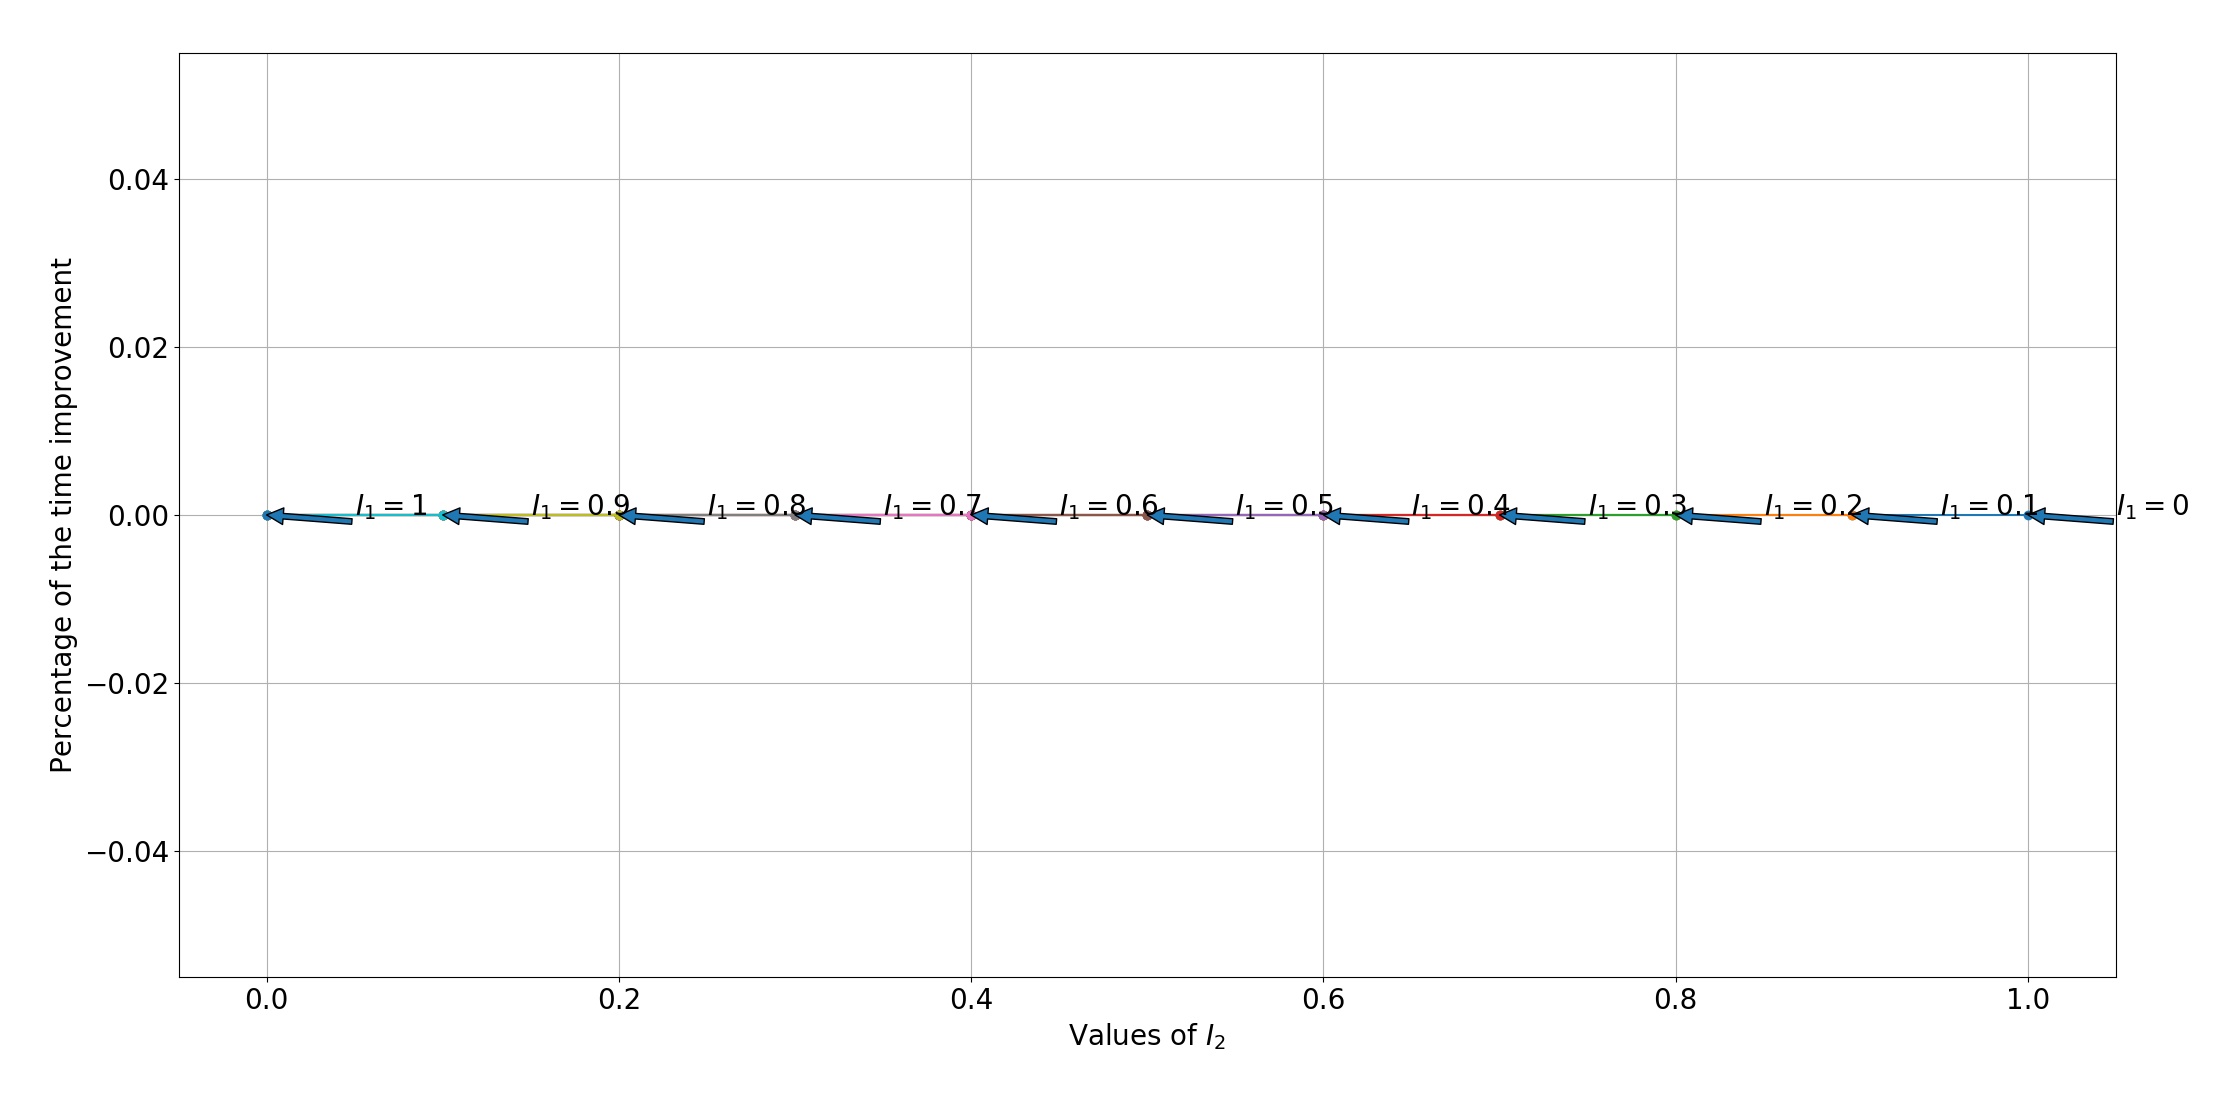 Percentage of the time improvement
0.04
0.02
0.00
−0.02
−0.04
I₁ = 1
I₁ = 0.9
I₁ = 0.8
I₁ = 0.7
I₁ = 0.6
I₁ = 0.5
I₁ = 0.4
I₁ = 0.3
I₁ = 0.2
I₁ = 0.1
I₁ = 0
0.0 0.2 0.4 0.6 0.8 1.0
Values of I₂